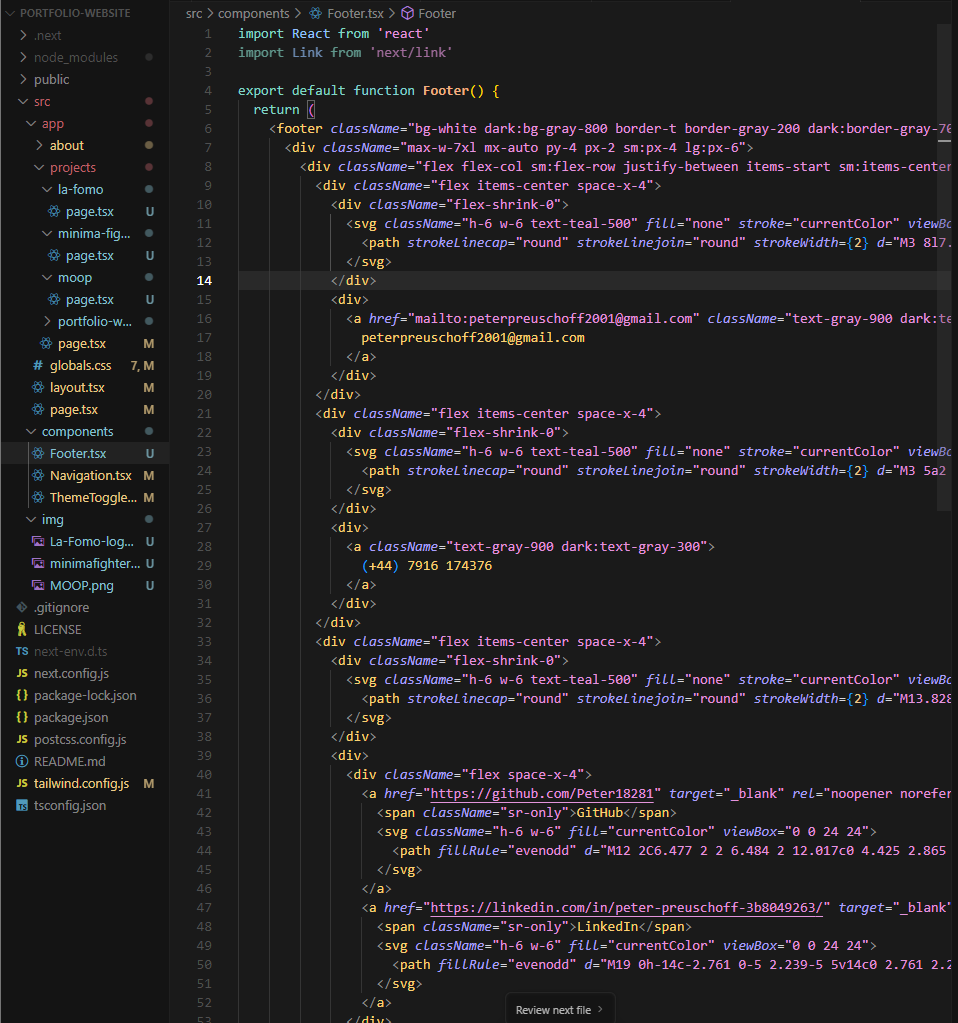 PORTFOLIO-WEBSITE
.next
node_modules
public
src
app
about
projects
la-fomo
page.tsx U
minima-fig...
page.tsx U
moop
page.tsx U
portfolio-w...
page.tsx M
# globals.css 7, M
layout.tsx M
page.tsx M
components
Footer.tsx U
Navigation.tsx M
ThemeToggle... M
img
La-Fomo-log... U
minimafighter... U
MOOP.png U
.gitignore
LICENSE
TS next-env.d.ts
JS next.config.js
{} package-lock.json
{} package.json
JS postcss.config.js
README.md
JS tailwind.config.js M
TS tsconfig.json
src > components > Footer.tsx > Footer
1 import React from 'react'
2 import Link from 'next/link'
3
4 export default function Footer() {
5 return (
6 <footer className="bg-white dark:bg-gray-800 border-t border-gray-200 dark:border-gray-70
7 <div className="max-w-7xl mx-auto py-4 px-2 sm:px-4 lg:px-6">
8 <div className="flex flex-col sm:flex-row justify-between items-start sm:items-center
9 <div className="flex items-center space-x-4">
10 <div className="flex-shrink-0">
11 <svg className="h-6 w-6 text-teal-500" fill="none" stroke="currentColor" viewBo
12 <path strokeLinecap="round" strokeLinejoin="round" strokeWidth={2} d="M3 8l7.
13 </svg>
14 </div>
15 <div>
16 <a href="mailto:peterpreuschoff2001@gmail.com" className="text-gray-900 dark:te
17 peterpreuschoff2001@gmail.com
18 </a>
19 </div>
20 </div>
21 <div className="flex items-center space-x-4">
22 <div className="flex-shrink-0">
23 <svg className="h-6 w-6 text-teal-500" fill="none" stroke="currentColor" viewBo
24 <path strokeLinecap="round" strokeLinejoin="round" strokeWidth={2} d="M3 5a2
25 </svg>
26 </div>
27 <div>
28 <a className="text-gray-900 dark:text-gray-300">
29 (+44) 7916 174376
30 </a>
31 </div>
32 </div>
33 <div className="flex items-center space-x-4">
34 <div className="flex-shrink-0">
35 <svg className="h-6 w-6 text-teal-500" fill="none" stroke="currentColor" viewBo
36 <path strokeLinecap="round" strokeLinejoin="round" strokeWidth={2} d="M13.828
37 </svg>
38 </div>
39 <div>
40 <div className="flex space-x-4">
41 <a href="https://github.com/Peter18281" target="_blank" rel="noopener norefer
42 <span className="sr-only">GitHub</span>
43 <svg className="h-6 w-6" fill="currentColor" viewBox="0 0 24 24">
44 <path fillRule="evenodd" d="M12 2C6.477 2 2 6.484 2 12.017c0 4.425 2.865
45 </svg>
46 </a>
47 <a href="https://linkedin.com/in/peter-preuschoff-3b8049263/" target="_blank"
48 <span className="sr-only">LinkedIn</span>
49 <svg className="h-6 w-6" fill="currentColor" viewBox="0 0 24 24">
50 <path fillRule="evenodd" d="M19 0h-14c-2.761 0-5 2.239-5 5v14c0 2.761 2.2
51 </svg>
52 </a>
53 </div>
Review next file >